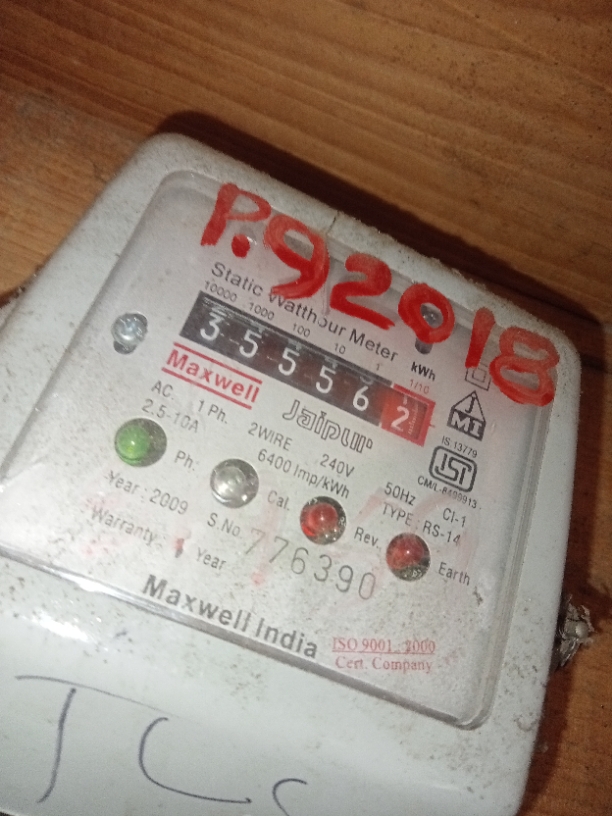 P.92018
Static Watthour Meter
10000 1000 100 10 1 1/10
kWh
3 5 5 5 6 2
Maxwell
Jaipur
JMI
IS 13779
ISI
CM/L-8499913
AC. 1 Ph. 2WIRE 240V 50Hz Cl-1
2.5-10A 6400 Imp/kWh TYPE: RS-14
Ph. Cal. Rev. Earth
Year: 2009 S.No. 776390
Warranty 1 Year
Maxwell India
ISO 9001 : 2000
Cert. Company